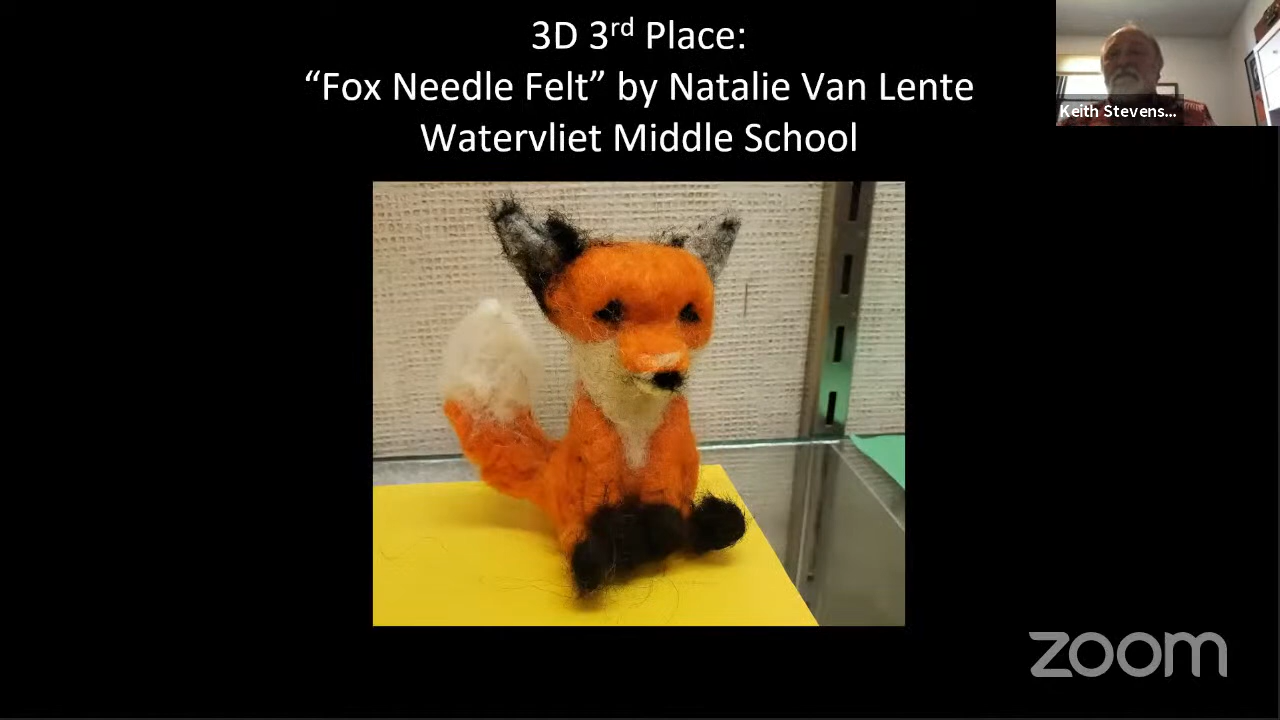 3D 3rd Place:
“Fox Needle Felt” by Natalie Van Lente
Watervliet Middle School
Keith Stevens...
zoom